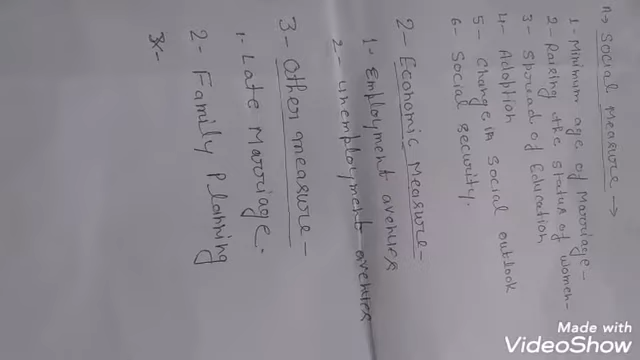 n, Social Measure →
1- Minimum age of Marriage-
2- Raising the status of women-
3- Spread of Education
4- Adoption
5- Change in Social outlook
6- Social security.
2- Economic Measure-
1- Employment avenues
2- unemployment avenues
3- Other measure-
1- Late Marriage.
2- Family Planning
3-
Made with
VideoShow